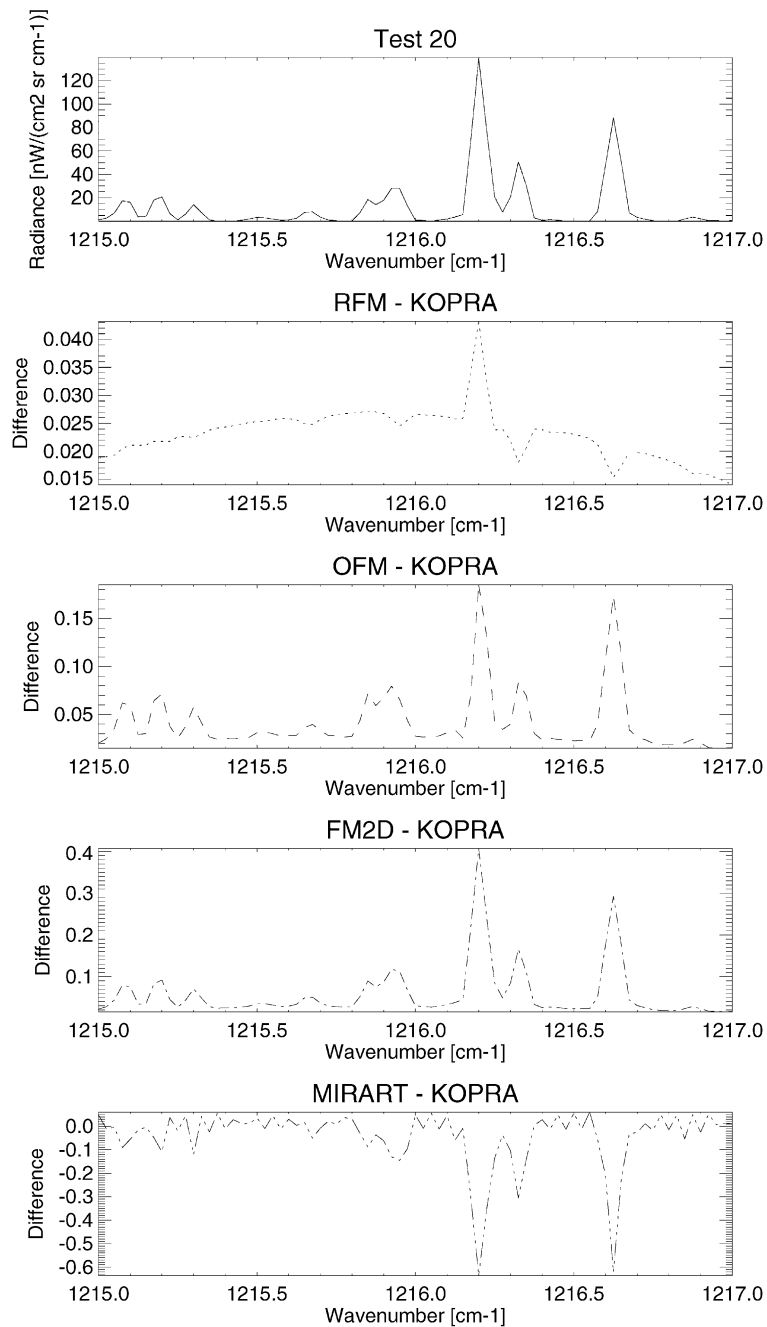 Test 20
Radiance [nW/(cm2 sr cm-1)]
120
100
80
60
40
20
1215.0 1215.5 1216.0 1216.5 1217.0
Wavenumber [cm-1]
RFM - KOPRA
Difference
0.040
0.035
0.030
0.025
0.020
0.015
1215.0 1215.5 1216.0 1216.5 1217.0
Wavenumber [cm-1]
OFM - KOPRA
Difference
0.15
0.10
0.05
1215.0 1215.5 1216.0 1216.5 1217.0
Wavenumber [cm-1]
FM2D - KOPRA
Difference
0.4
0.3
0.2
0.1
1215.0 1215.5 1216.0 1216.5 1217.0
Wavenumber [cm-1]
MIRART - KOPRA
Difference
0.0
-0.1
-0.2
-0.3
-0.4
-0.5
-0.6
1215.0 1215.5 1216.0 1216.5 1217.0
Wavenumber [cm-1]